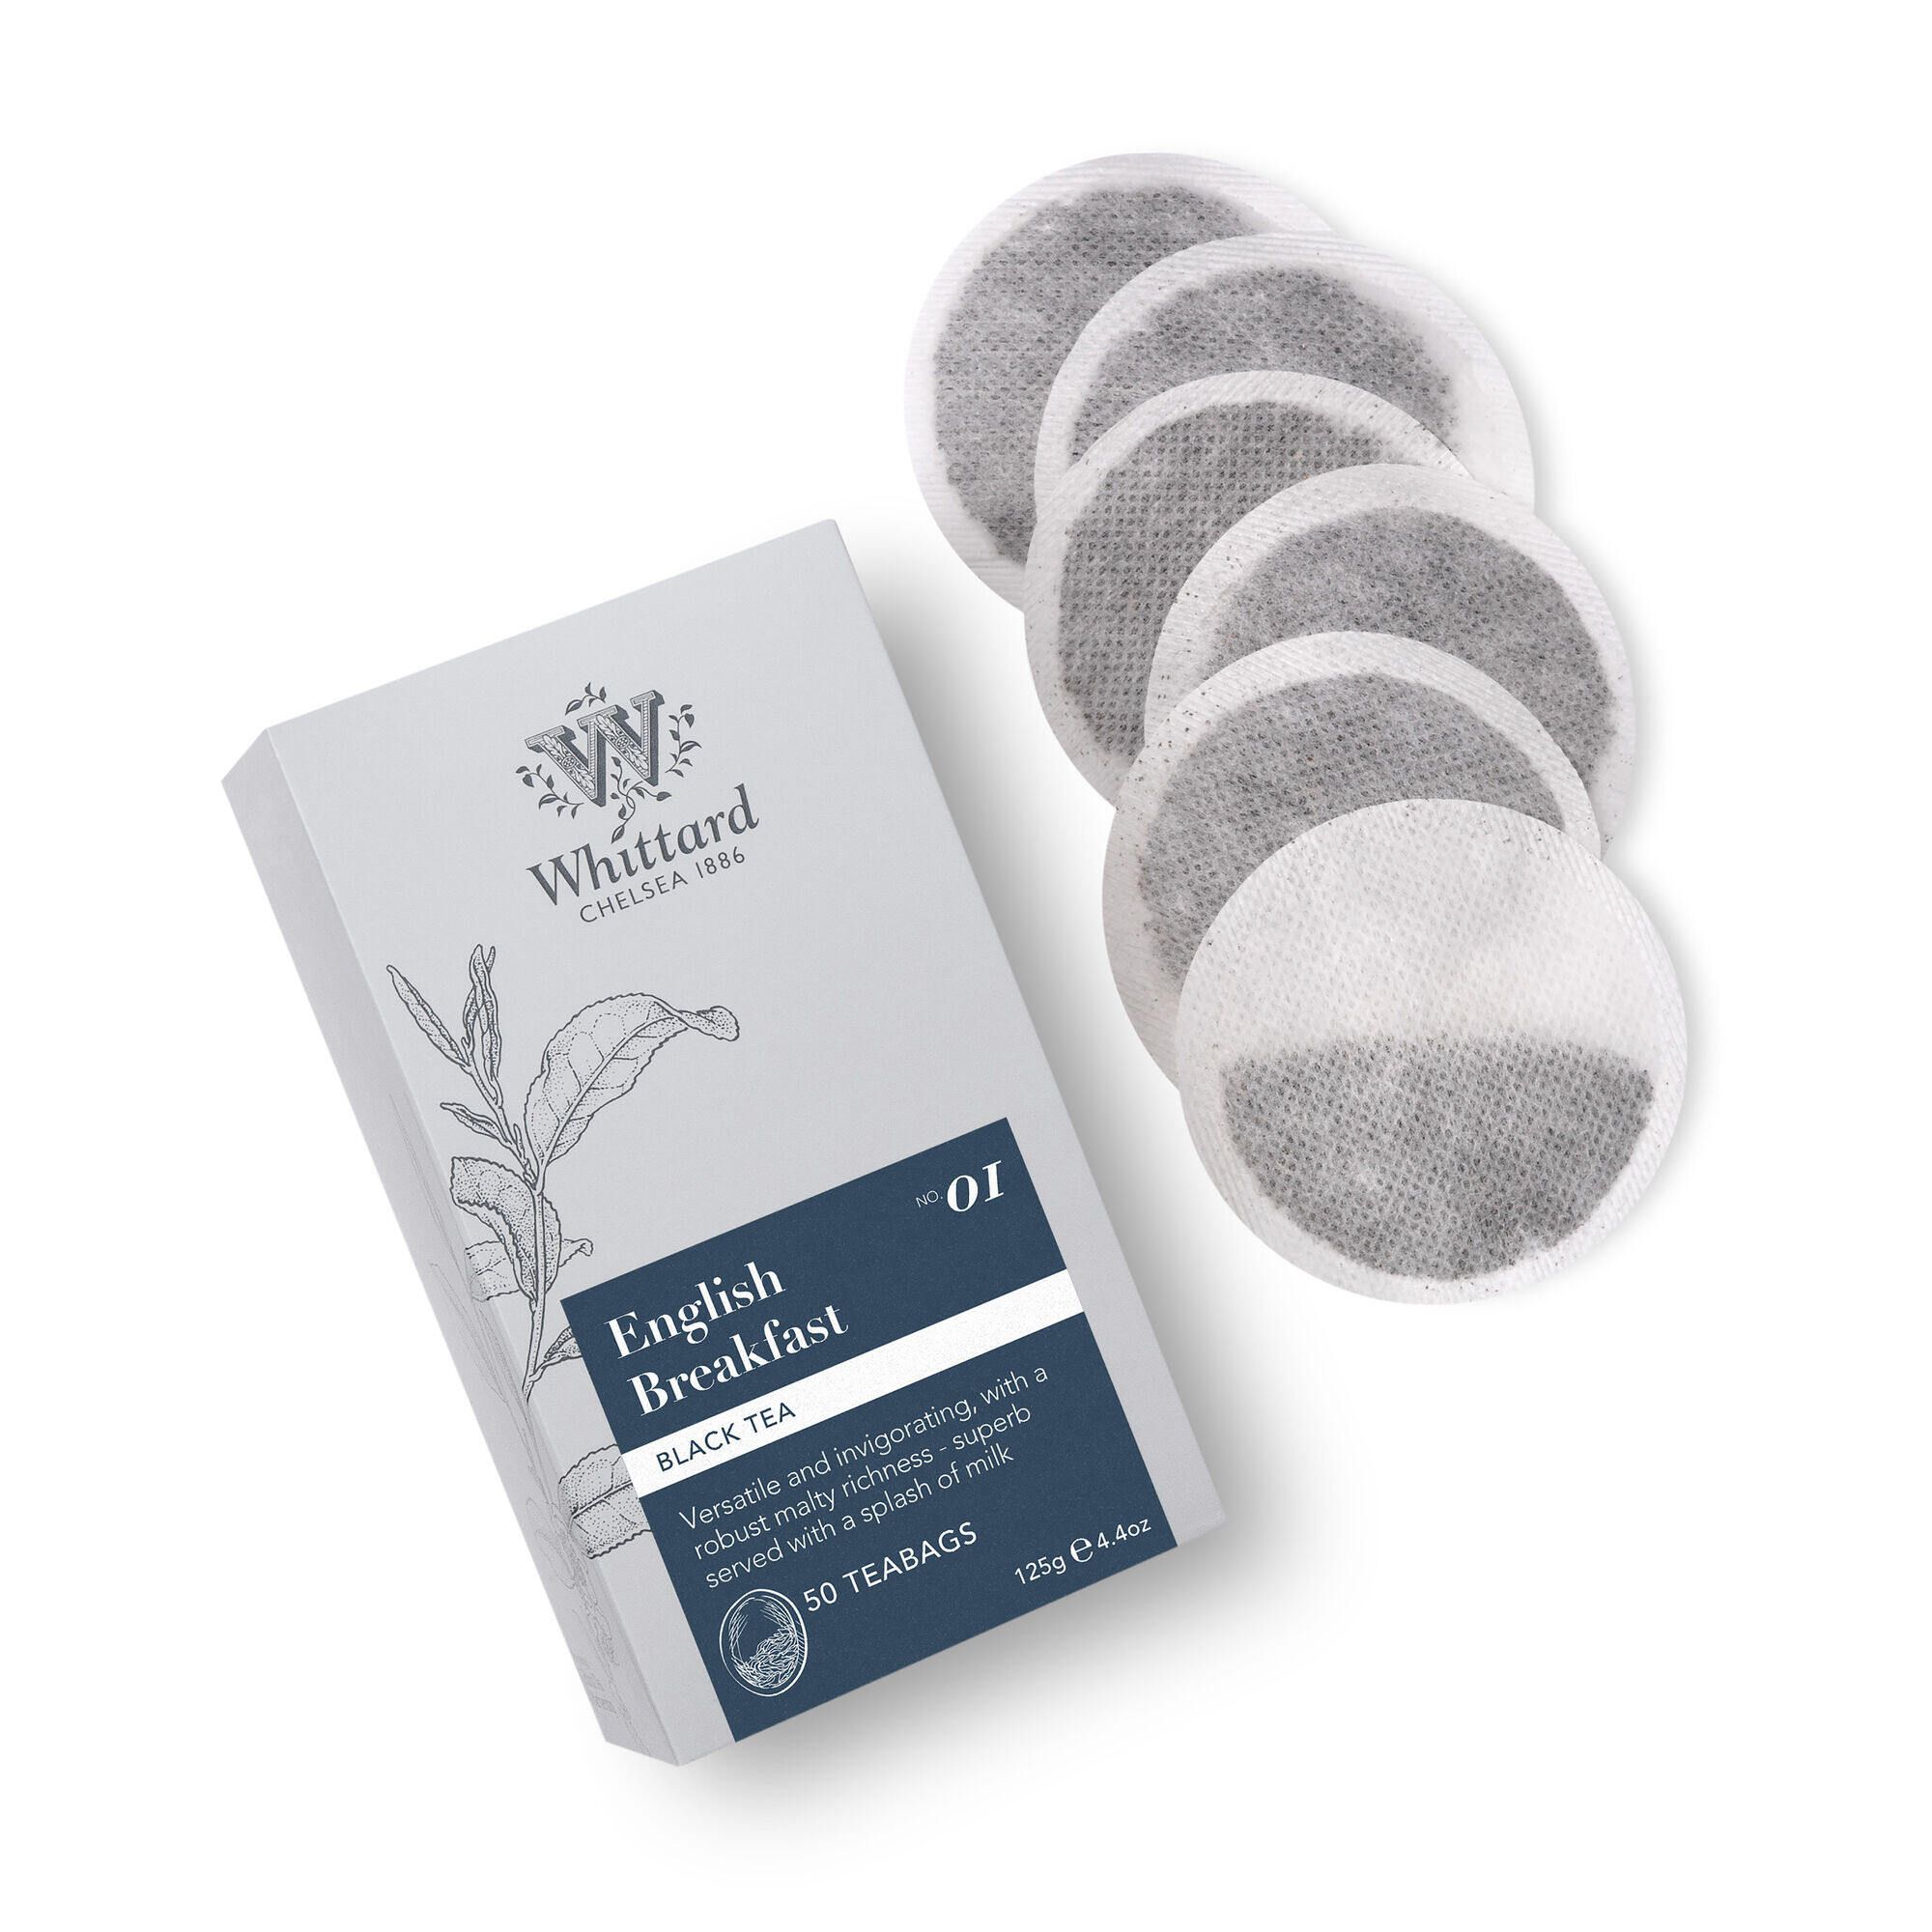 W
Whittard
CHELSEA 1886
NO. 01
English
Breakfast
BLACK TEA
Versatile and invigorating, with a
robust malty richness - superb
served with a splash of milk
50 TEABAGS
125g ℮ 4.4oz